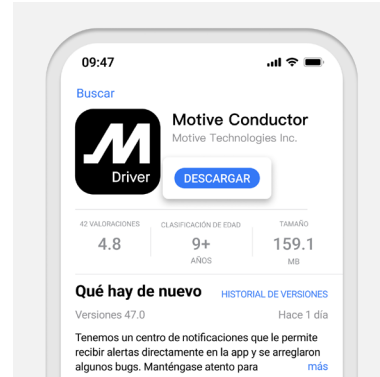 09:47
Buscar
Motive Conductor
Motive Technologies Inc.
M
Driver
DESCARGAR
42 VALORACIONES
4.8
CLASIFICACIÓN DE EDAD
9+
AÑOS
TAMAÑO
159.1
MB
Qué hay de nuevo
HISTORIAL DE VERSIONES
Versiones 47.0
Hace 1 día
Tenemos un centro de notificaciones que le permite
recibir alertas directamente en la app y se arreglaron
algunos bugs. Manténgase atento para
más